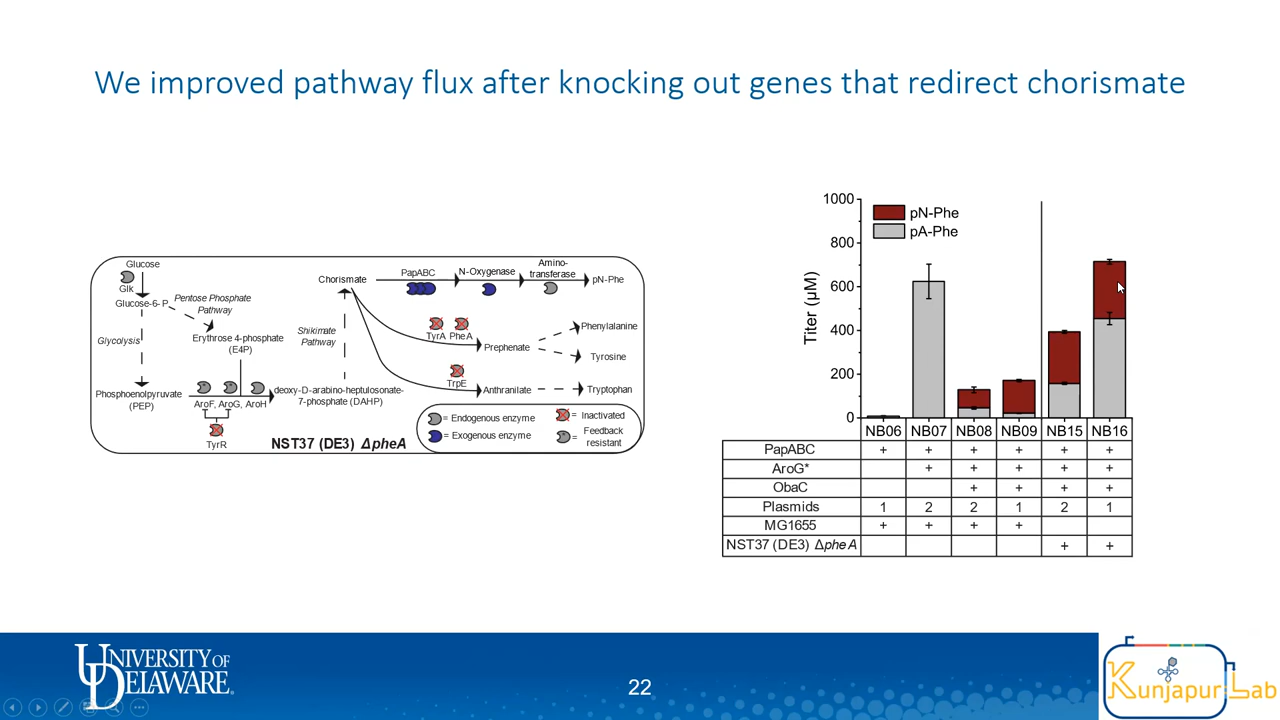 We improved pathway flux after knocking out genes that redirect chorismate
Glucose
Glk
Glucose-6-P
Pentose Phosphate
Pathway
Glycolysis
Erythrose 4-phosphate
(E4P)
Phosphoenolpyruvate
(PEP)
AroF, AroG, AroH
TyrR
deoxy-D-arabino-heptulosonate-
7-phosphate (DAHP)
Shikimate
Pathway
Chorismate
PapABC
N-Oxygenase
Amino-
transferase
pN-Phe
TyrA PheA
Prephenate
Phenylalanine
Tyrosine
TrpE
Anthranilate
Tryptophan
NST37 (DE3) ΔpheA
= Endogenous enzyme
= Inactivated
= Exogenous enzyme
= Feedback
resistant
Titer (μM)
1000
800
600
400
200
0
pN-Phe
pA-Phe
NB06 NB07 NB08 NB09 NB15 NB16
PapABC + + + + + +
AroG* + + + + +
ObaC + + + +
Plasmids 1 2 2 1 2 1
MG1655 + + + +
NST37 (DE3) ΔpheA + +
UNIVERSITY OF
DELAWARE
22
Kunjapur Lab